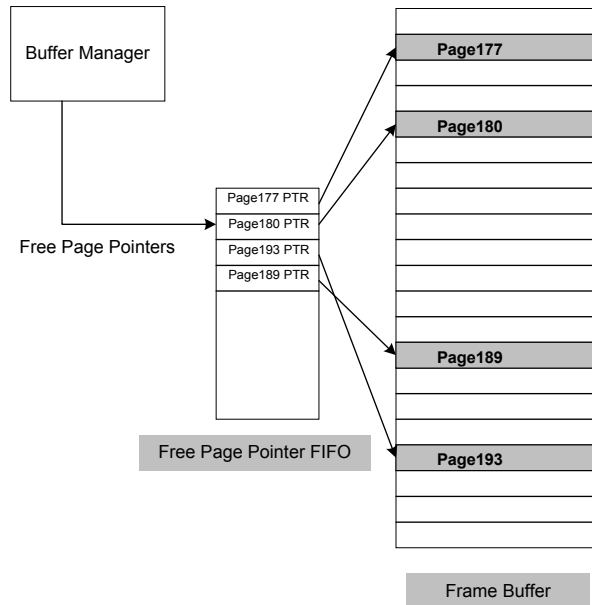 Buffer Manager
Free Page Pointers
Page177 PTR
Page180 PTR
Page193 PTR
Page189 PTR
Free Page Pointer FIFO
Page177
Page180
Page189
Page193
Frame Buffer